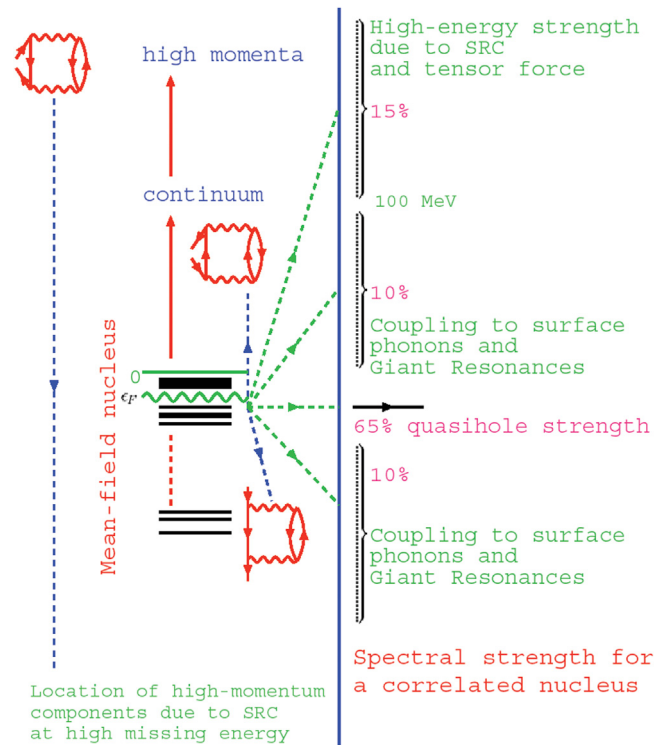 high momenta
continuum
Mean-field nucleus
0
ϵF
Location of high-momentum
components due to SRC
at high missing energy
High-energy strength
due to SRC
and tensor force
15%
100 MeV
10%
Coupling to surface
phonons and
Giant Resonances
65% quasihole strength
10%
Coupling to surface
phonons and
Giant Resonances
Spectral strength for
a correlated nucleus